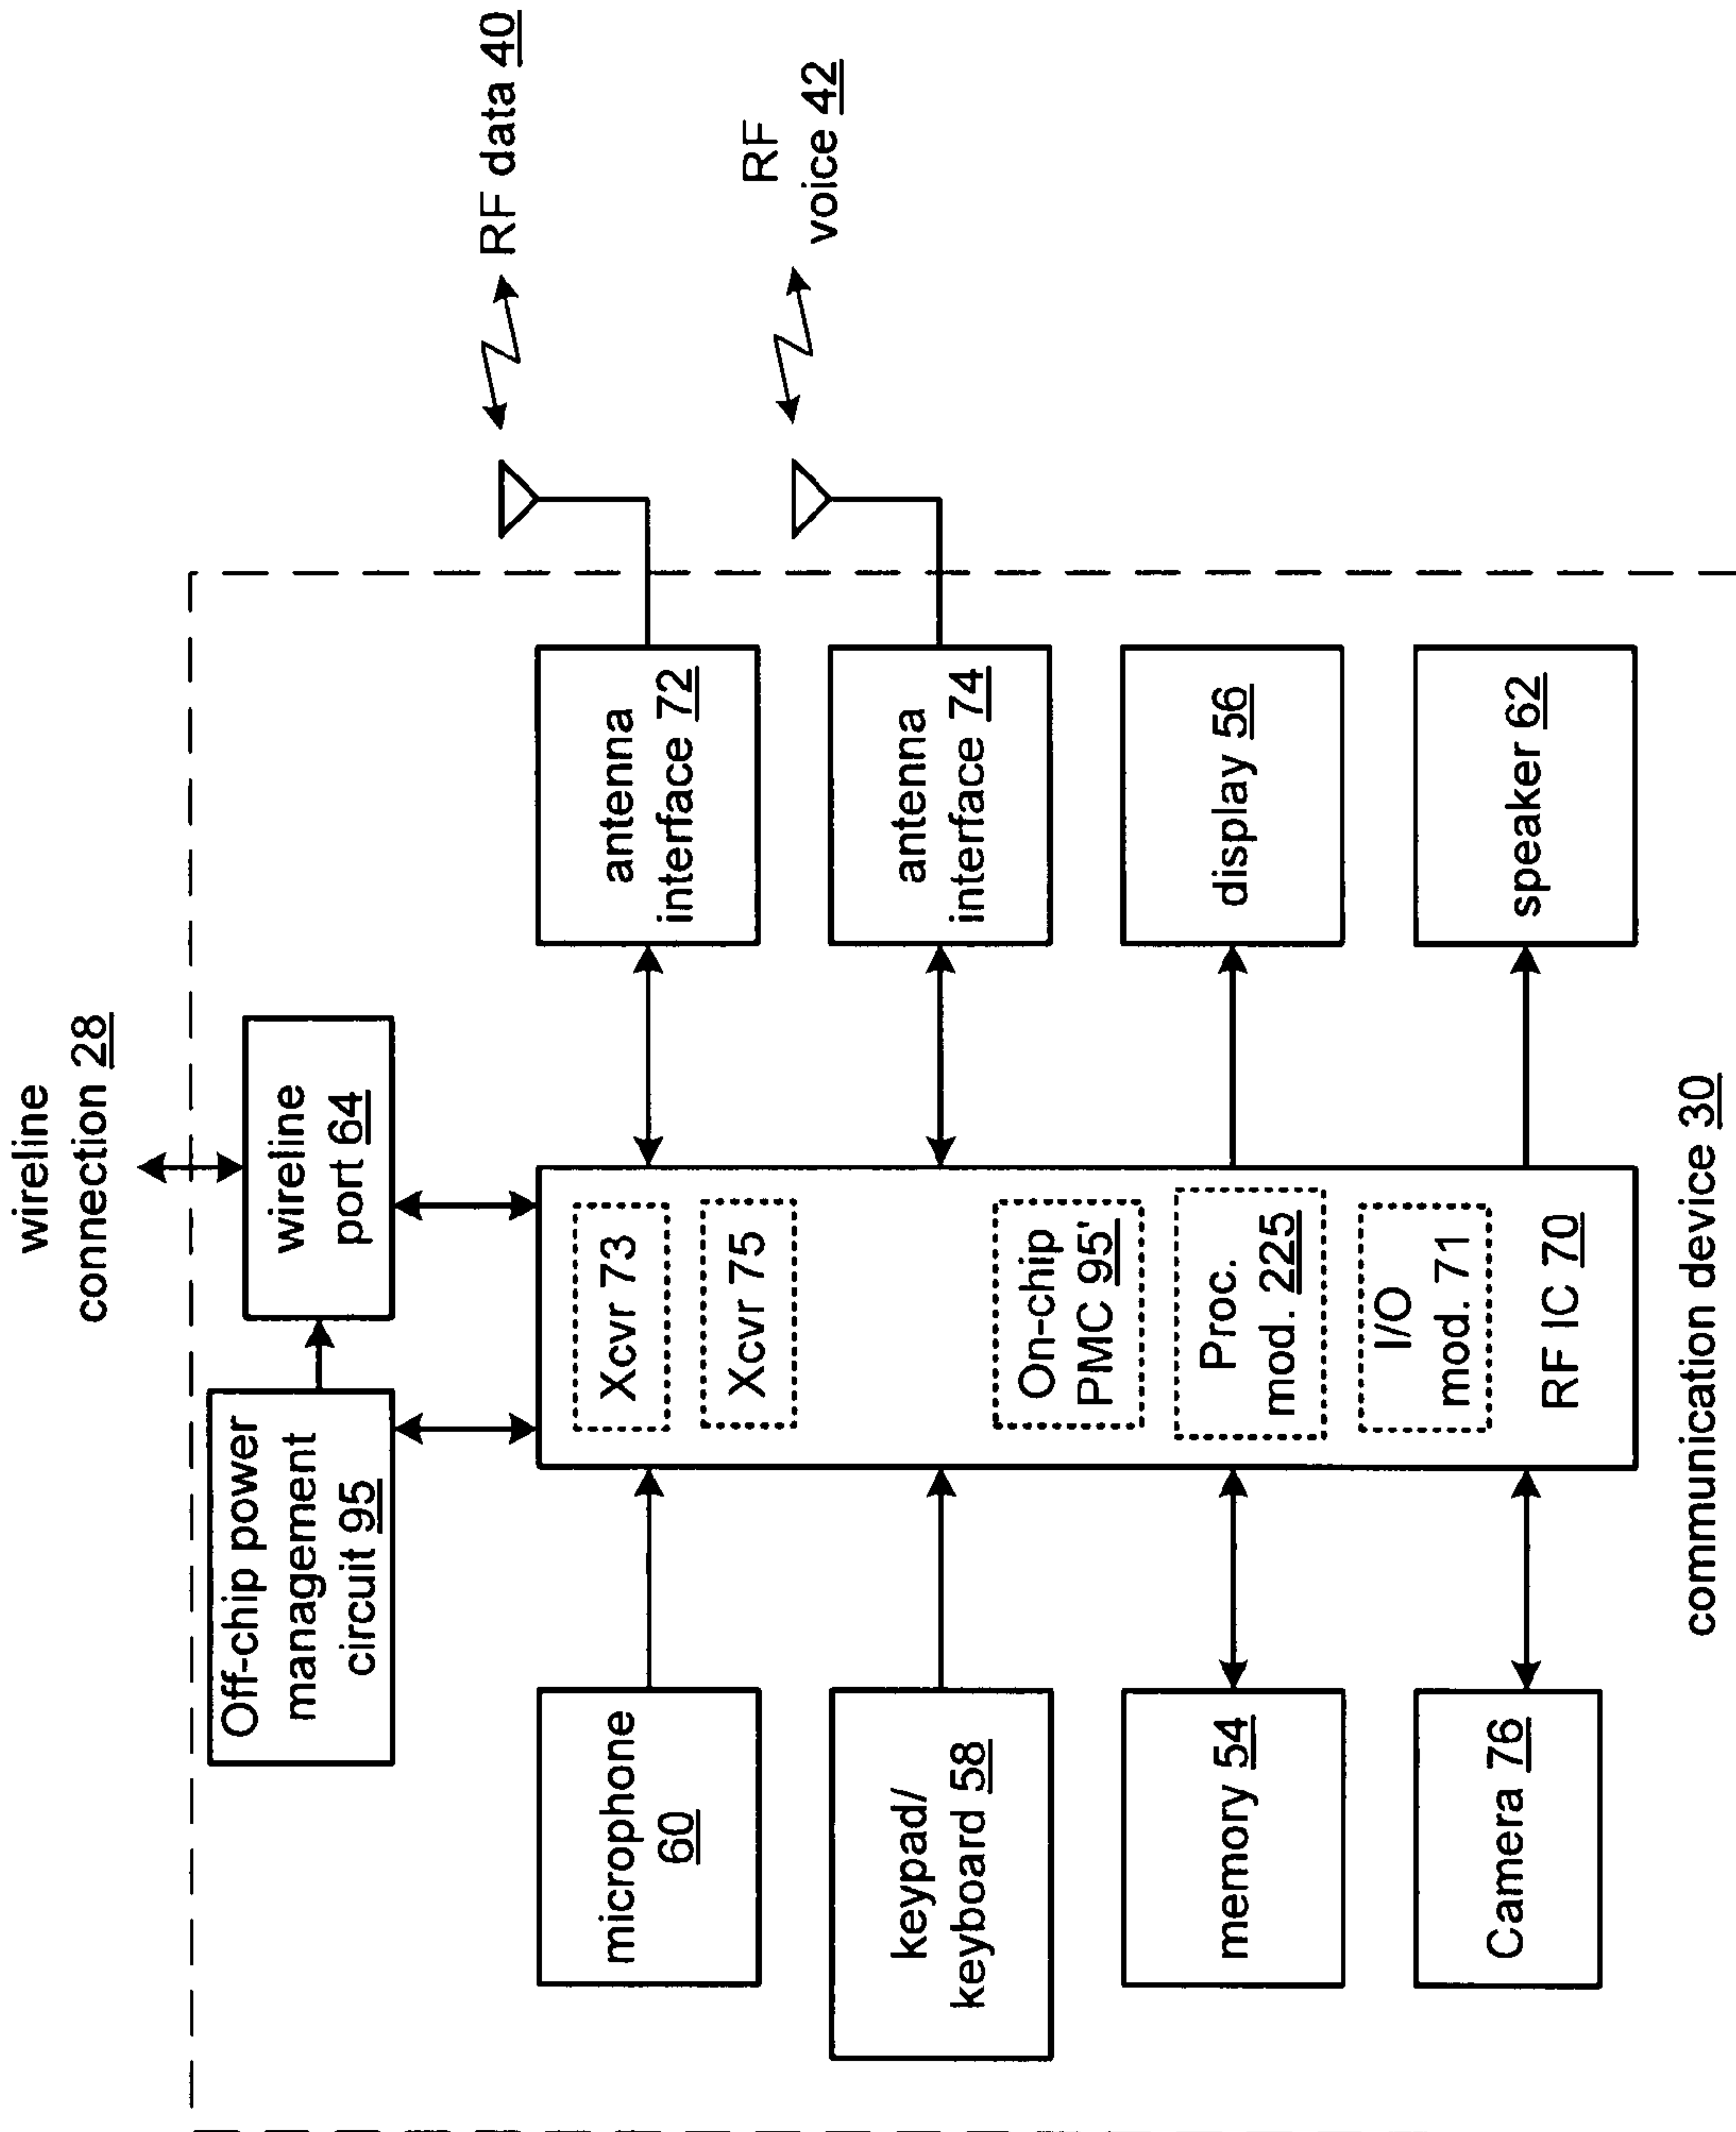 wireline
connection 28
RF data 40
RF
voice 42
Off-chip power
management
circuit 95
wireline
port 64
microphone
60
Xcvr 73
antenna
interface 72
Xcvr 75
keypad/
keyboard 58
antenna
interface 74
On-chip
PMC 95'
memory 54
Proc.
mod. 225
display 56
I/O
mod. 71
Camera 76
RF IC 70
speaker 62
communication device 30